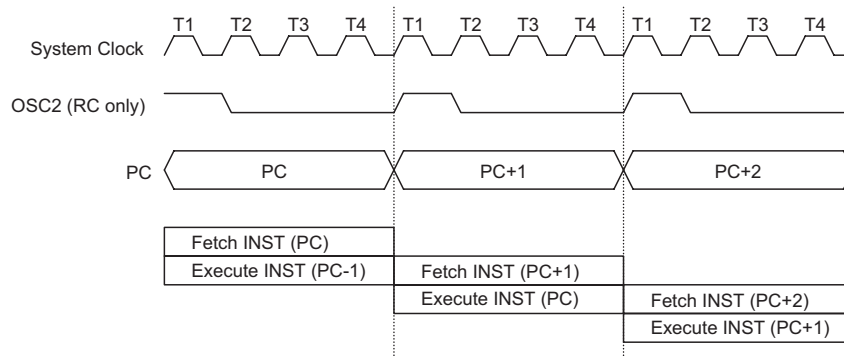 T1 T2 T3 T4 T1 T2 T3 T4 T1 T2 T3 T4
System Clock
OSC2 (RC only)
PC PC PC+1 PC+2
Fetch INST (PC)
Execute INST (PC-1) Fetch INST (PC+1)
Execute INST (PC) Fetch INST (PC+2)
Execute INST (PC+1)